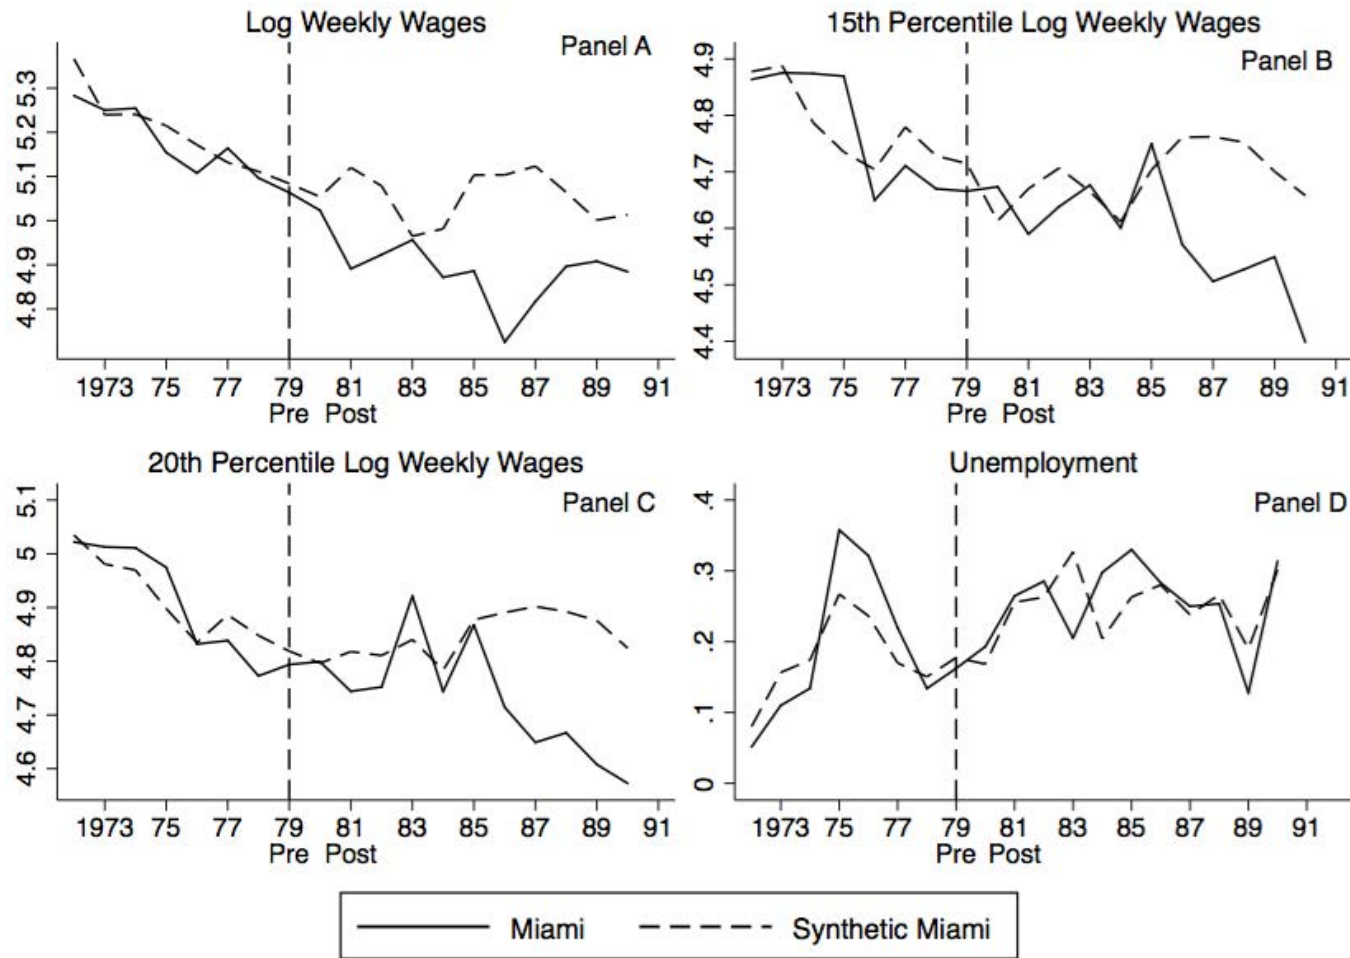 Log Weekly Wages
Panel A
5.3
5.2
5.1
5
4.9
4.8
1973 75 77 79 81 83 85 87 89 91
Pre Post
15th Percentile Log Weekly Wages
Panel B
4.9
4.8
4.7
4.6
4.5
4.4
1973 75 77 79 81 83 85 87 89 91
Pre Post
20th Percentile Log Weekly Wages
Panel C
5.1
5
4.9
4.8
4.7
4.6
1973 75 77 79 81 83 85 87 89 91
Pre Post
Unemployment
Panel D
.4
.3
.2
.1
0
1973 75 77 79 81 83 85 87 89 91
Pre Post
Miami Synthetic Miami